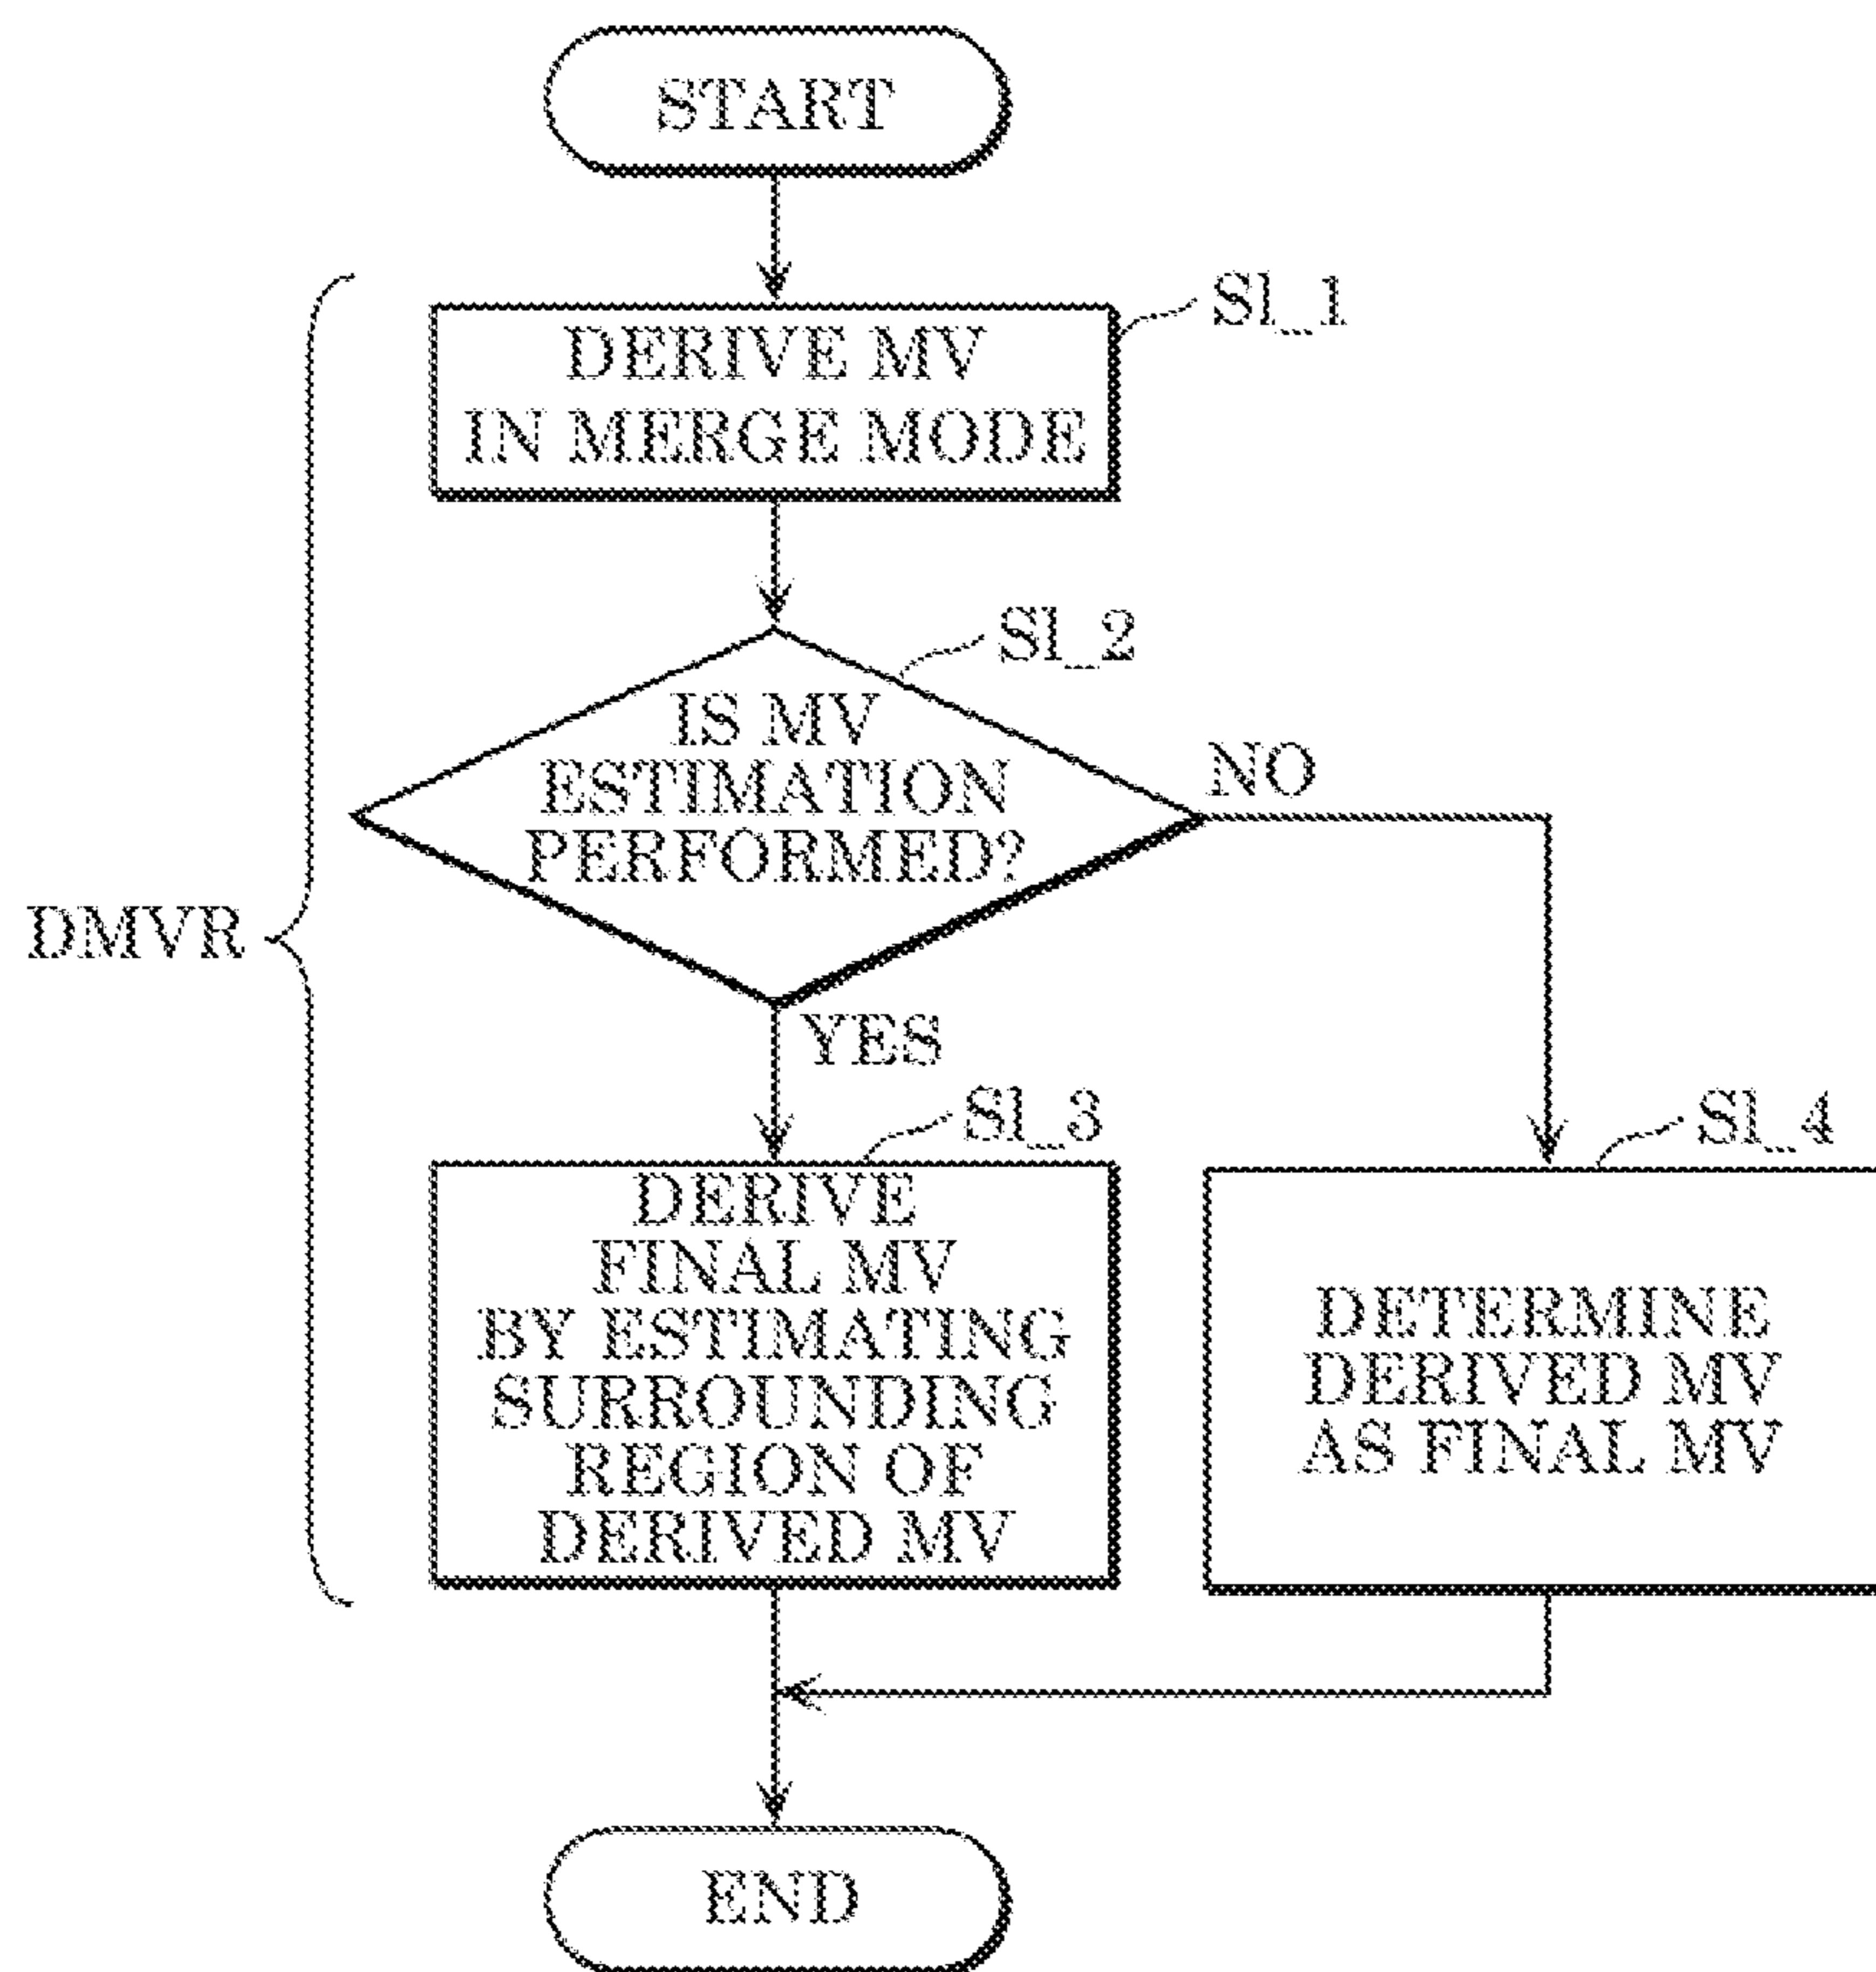 START
Sl_1
DERIVE MV
IN MERGE MODE
Sl_2
IS MV
ESTIMATION
PERFORMED?
NO
DMVR
YES
Sl_3
Sl_4
DERIVE
FINAL MV
BY ESTIMATING
SURROUNDING
REGION OF
DERIVED MV
DETERMINE
DERIVED MV
AS FINAL MV
END